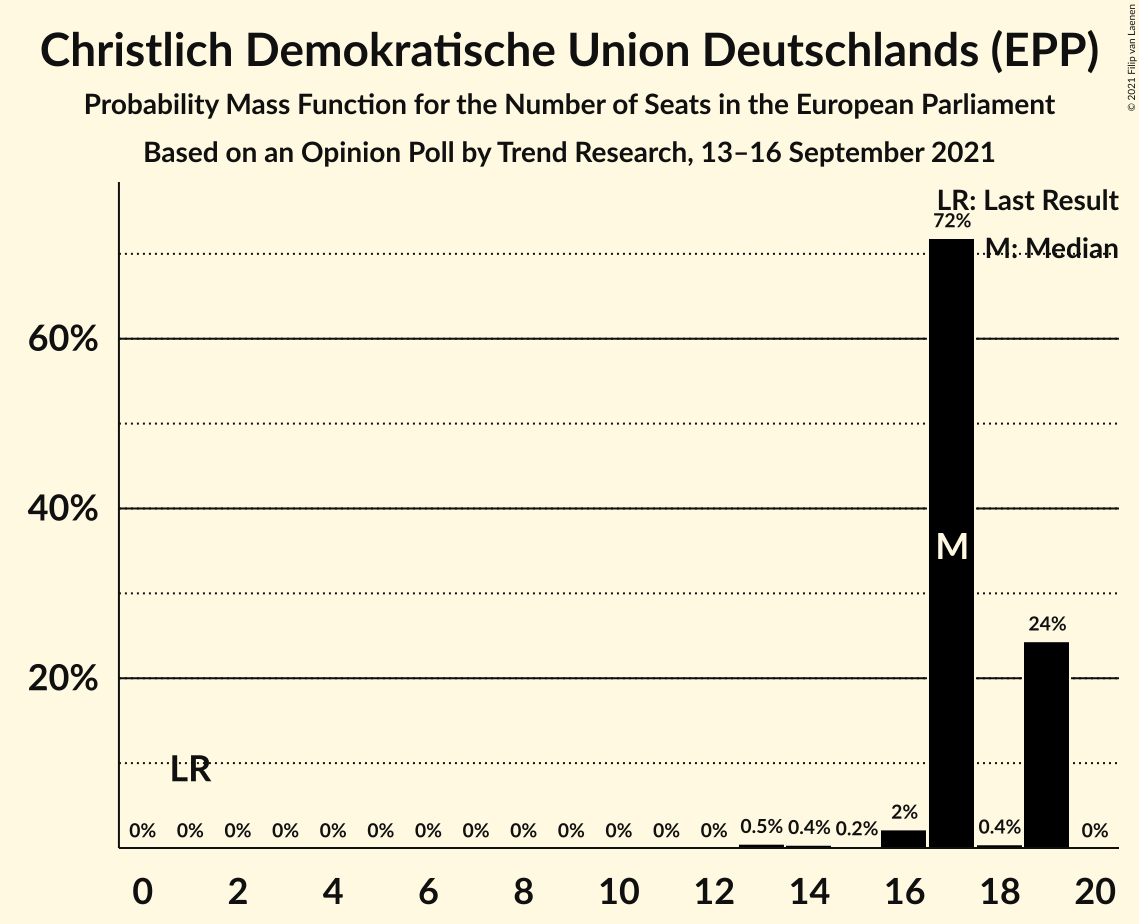 Christlich Demokratische Union Deutschlands (EPP)
Probability Mass Function for the Number of Seats in the European Parliament
Based on an Opinion Poll by Trend Research, 13–16 September 2021
© 2021 Filip van Laenen
LR: Last Result
M: Median
72%
60%
40%
M
24%
20%
LR
0% 0% 0% 0% 0% 0% 0% 0% 0% 0% 0% 0% 0% 0.5% 0.4% 0.2% 2% 0.4% 0%
0 2 4 6 8 10 12 14 16 18 20